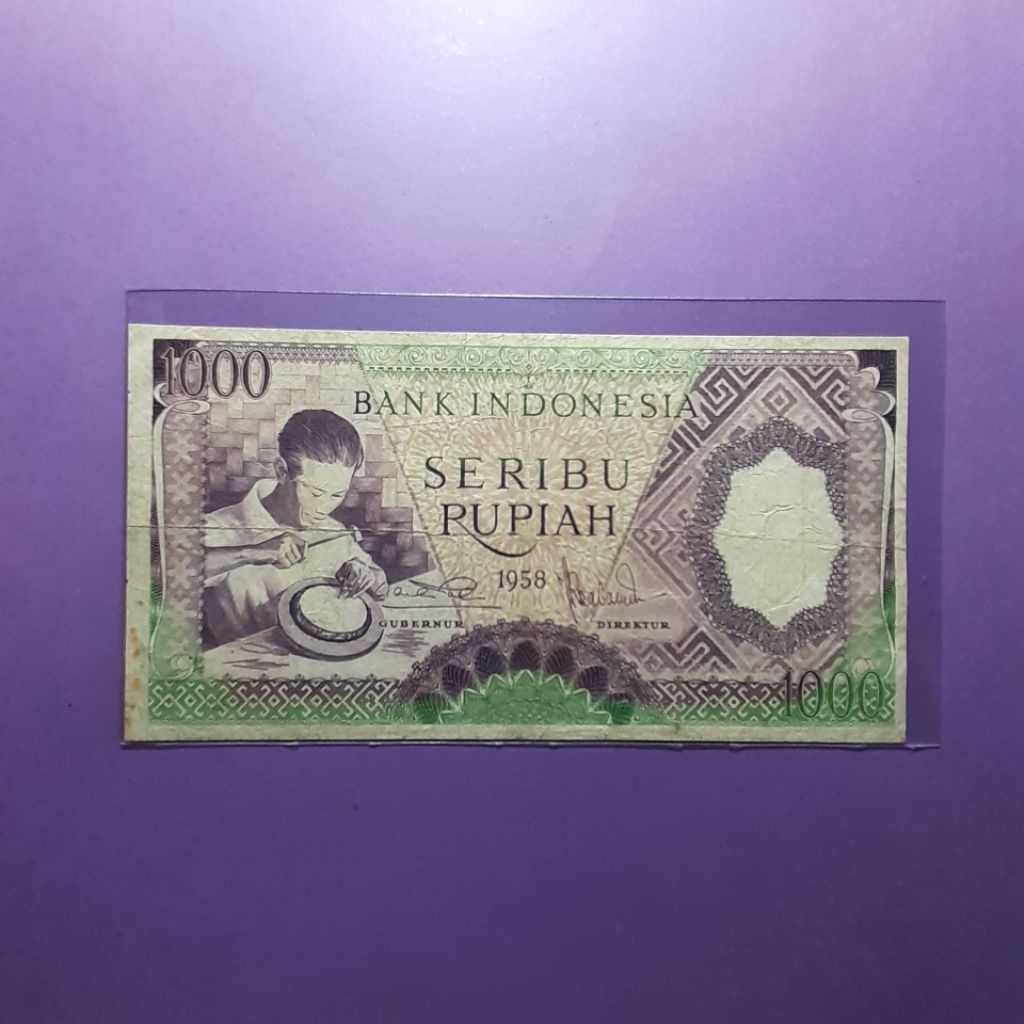 1000
BANK INDONESIA
SERIBU
RUPIAH
1958
GUBERNUR DIREKTUR
1000